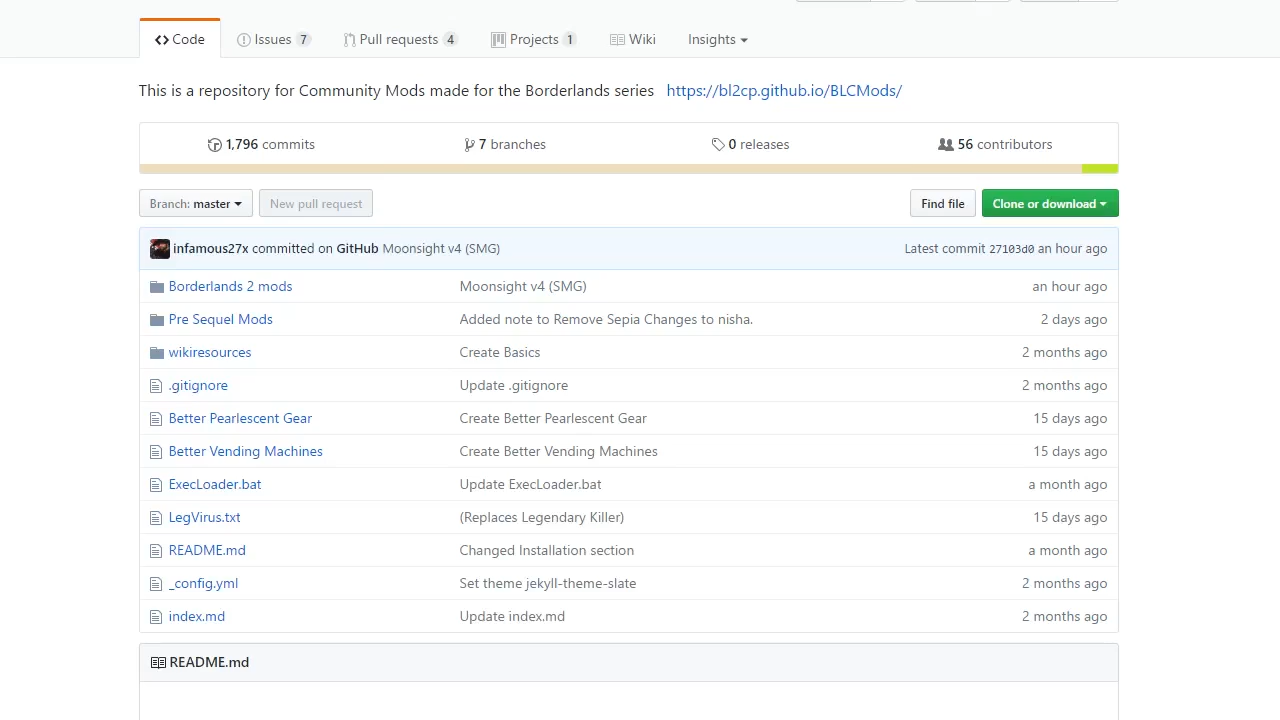 Code Issues 7 Pull requests 4 Projects 1 Wiki Insights
This is a repository for Community Mods made for the Borderlands series https://bl2cp.github.io/BLCMods/
1,796 commits 7 branches 0 releases 56 contributors
Branch: master New pull request Find file Clone or download
infamous27x committed on GitHub Moonsight v4 (SMG) Latest commit 27103d0 an hour ago
Borderlands 2 mods Moonsight v4 (SMG) an hour ago
Pre Sequel Mods Added note to Remove Sepia Changes to nisha. 2 days ago
wikiresources Create Basics 2 months ago
.gitignore Update .gitignore 2 months ago
Better Pearlescent Gear Create Better Pearlescent Gear 15 days ago
Better Vending Machines Create Better Vending Machines 15 days ago
ExecLoader.bat Update ExecLoader.bat a month ago
LegVirus.txt (Replaces Legendary Killer) 15 days ago
README.md Changed Installation section a month ago
_config.yml Set theme jekyll-theme-slate 2 months ago
index.md Update index.md 2 months ago
README.md